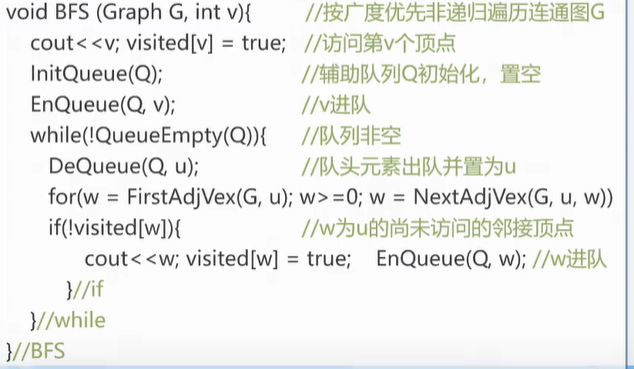 void BFS (Graph G, int v){ //按广度优先非递归遍历连通图G
cout<<v; visited[v] = true; //访问第v个顶点
InitQueue(Q); //辅助队列Q初始化，置空
EnQueue(Q, v); //v进队
while(!QueueEmpty(Q)){ //队列非空
DeQueue(Q, u); //队头元素出队并置为u
for(w = FirstAdjVex(G, u); w>=0; w = NextAdjVex(G, u, w))
if(!visited[w]){ //w为u的尚未访问的邻接顶点
cout<<w; visited[w] = true; EnQueue(Q, w); //w进队
}//if
}//while
}//BFS